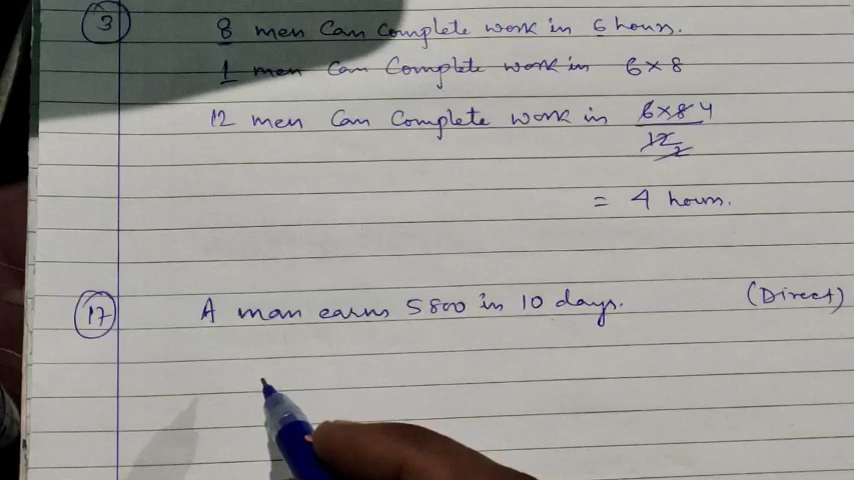 3 8 men can complete work in 6 hours.
1 men can complete work in 6×8
12 men can complete work in 6×8 4
12 2
= 4 hours.
17 A man earns 5800 in 10 days. (Direct)